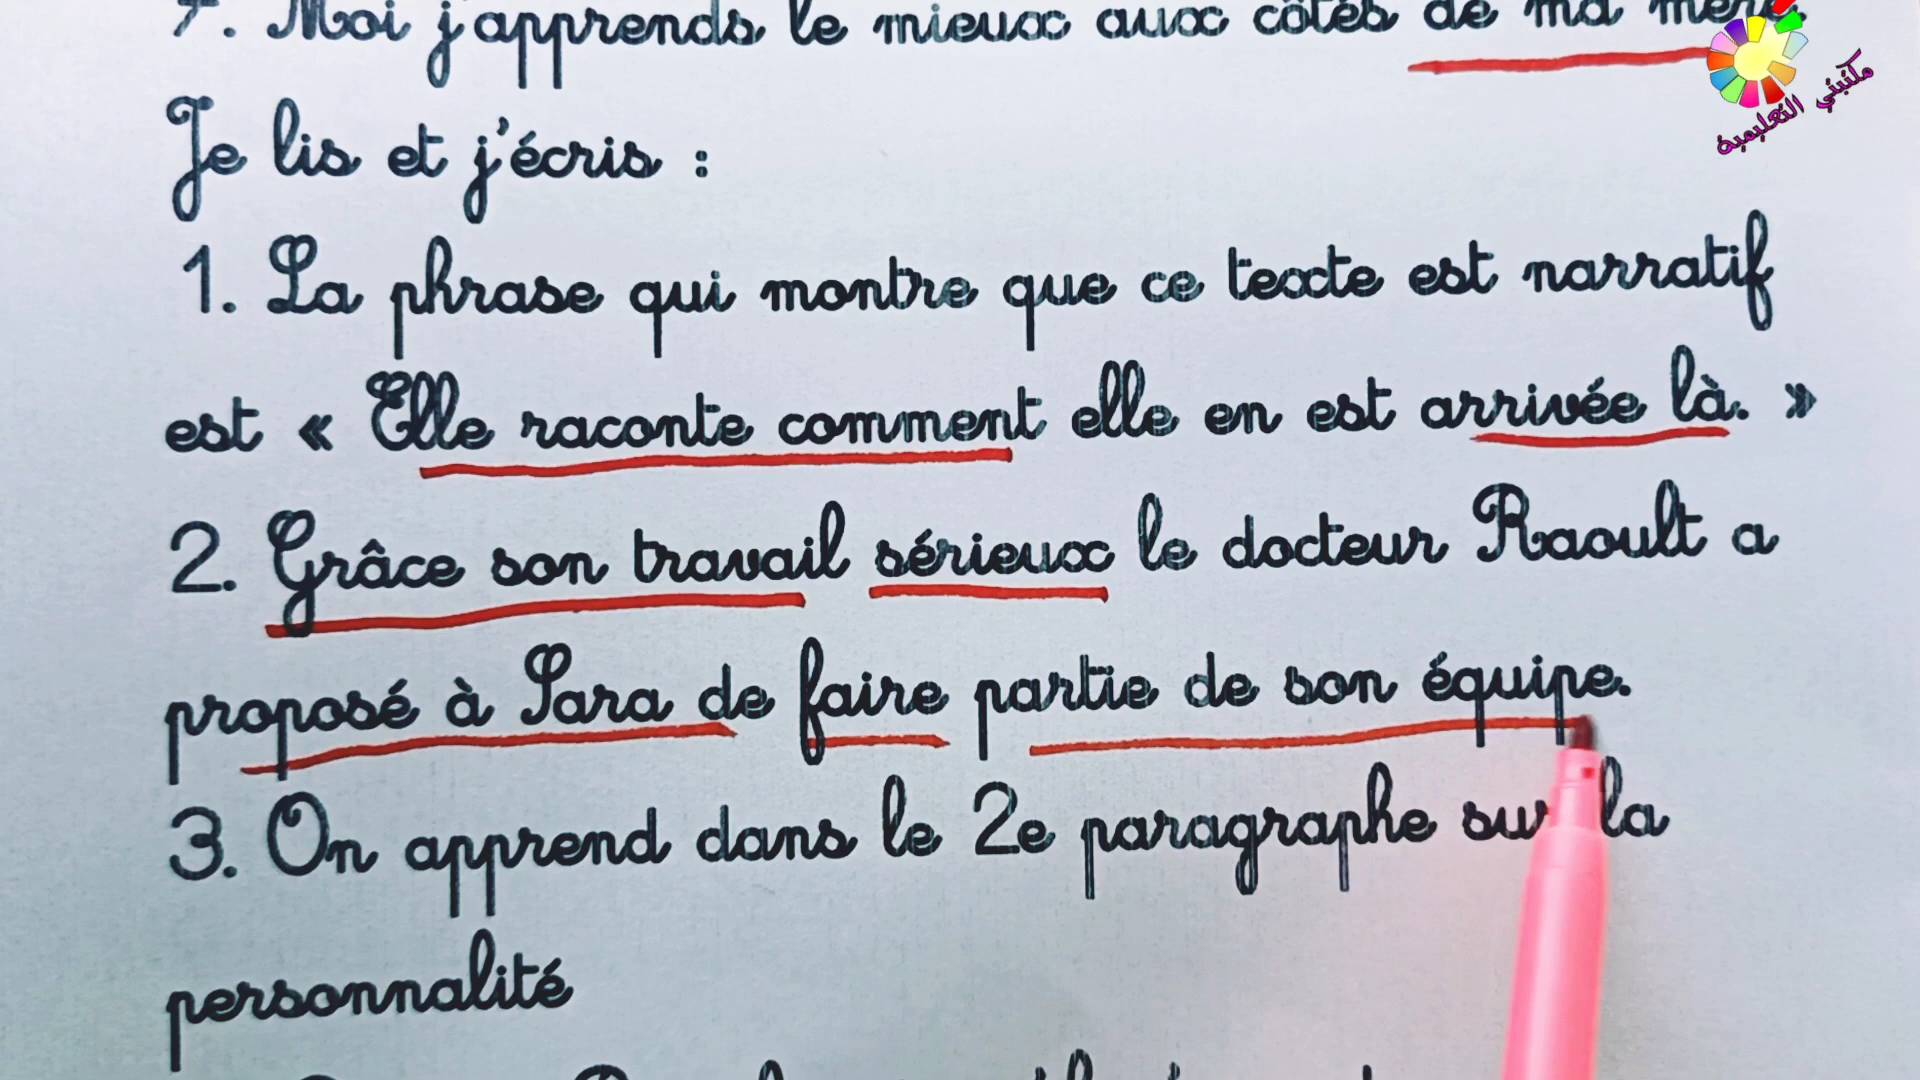 7. Moi j'apprends le mieux aux côtés de ma mère.
مكتبتي التعليمية
Je lis et j'écris :
1. La phrase qui montre que ce texte est narratif
est « Elle raconte comment elle en est arrivée là. »
2. Grâce son travail sérieux le docteur Raoult a
proposé à Sara de faire partie de son équipe.
3. On apprend dans le 2e paragraphe sur la
personnalité